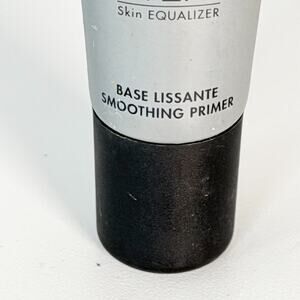 Skin EQUALIZER
BASE LISSANTE
SMOOTHING PRIMER